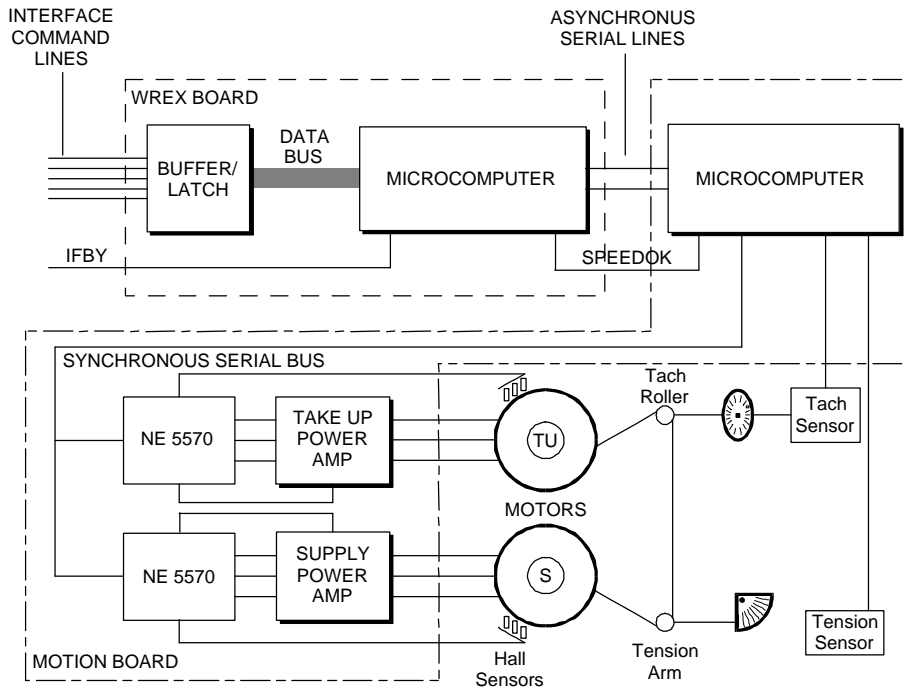 INTERFACE
COMMAND
LINES
ASYNCHRONUS
SERIAL LINES
WREX BOARD
BUFFER/
LATCH
DATA
BUS
MICROCOMPUTER
MICROCOMPUTER
IFBY
SPEEDOK
SYNCHRONOUS SERIAL BUS
NE 5570
TAKE UP
POWER
AMP
TU
Tach
Roller
Tach
Sensor
MOTORS
NE 5570
SUPPLY
POWER
AMP
S
Tension
Sensor
MOTION BOARD
Hall
Sensors
Tension
Arm